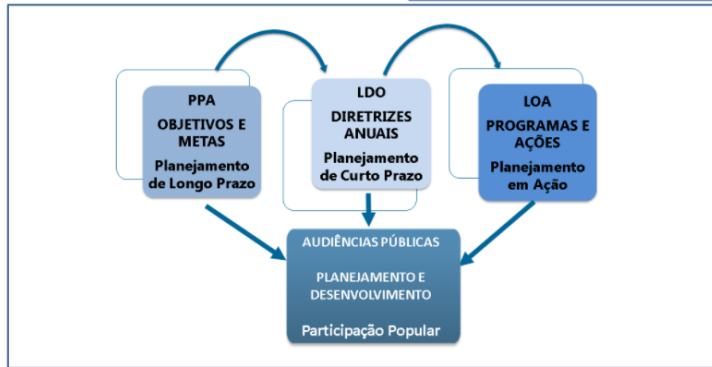 PPA
OBJETIVOS E
METAS
Planejamento
de Longo Prazo
LDO
DIRETRIZES
ANUAIS
Planejamento
de Curto Prazo
LOA
PROGRAMAS E
AÇÕES
Planejamento
em Ação
AUDIÊNCIAS PÚBLICAS
PLANEJAMENTO E
DESENVOLVIMENTO
Participação Popular